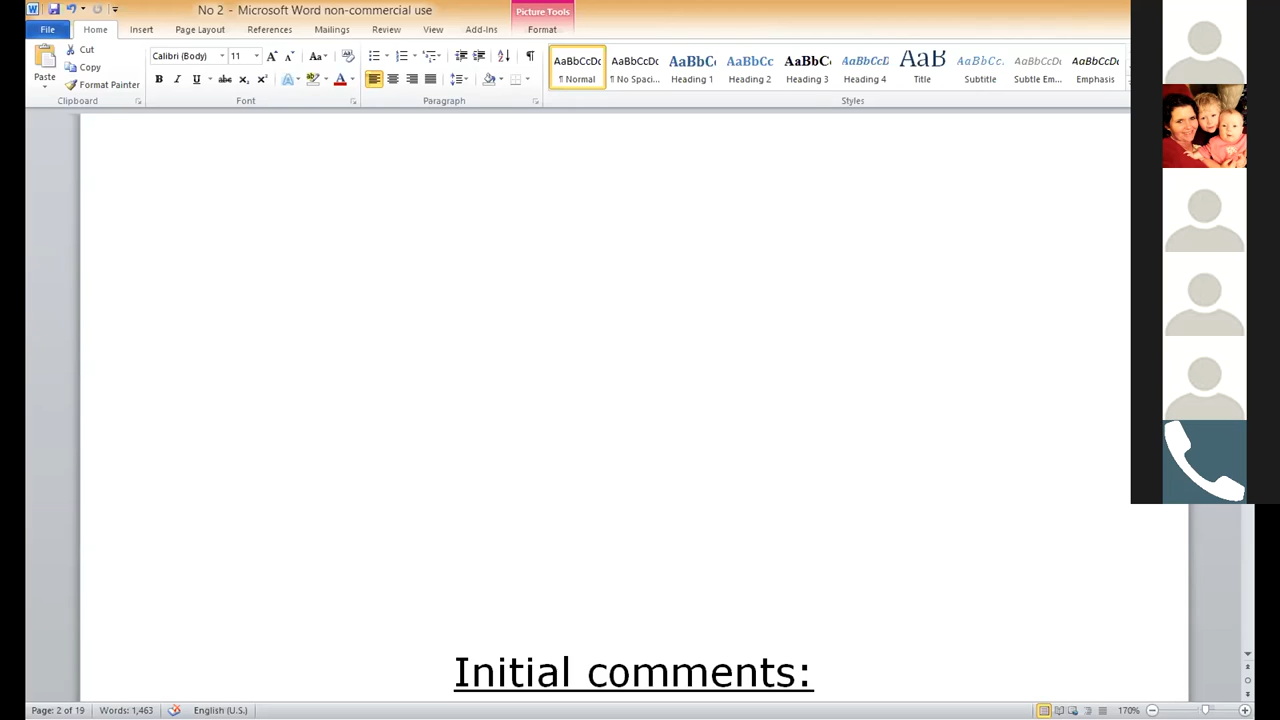 No 2 - Microsoft Word non-commercial use
Picture Tools
File Home Insert Page Layout References Mailings Review View Add-Ins Format
Paste
Cut
Copy
Format Painter
Clipboard
Calibri (Body) 11
Font
Paragraph
AaBbCcDc AaBbCcDc AaBbC AaBbCc AaBbC AaBbCcD AaB AaBbCc. AaBbCcDc AaBbCcDc
¶ Normal ¶ No Spaci... Heading 1 Heading 2 Heading 3 Heading 4 Title Subtitle Subtle Em... Emphasis
Styles
Initial comments:
Page: 2 of 19 Words: 1,463 English (U.S.) 170%